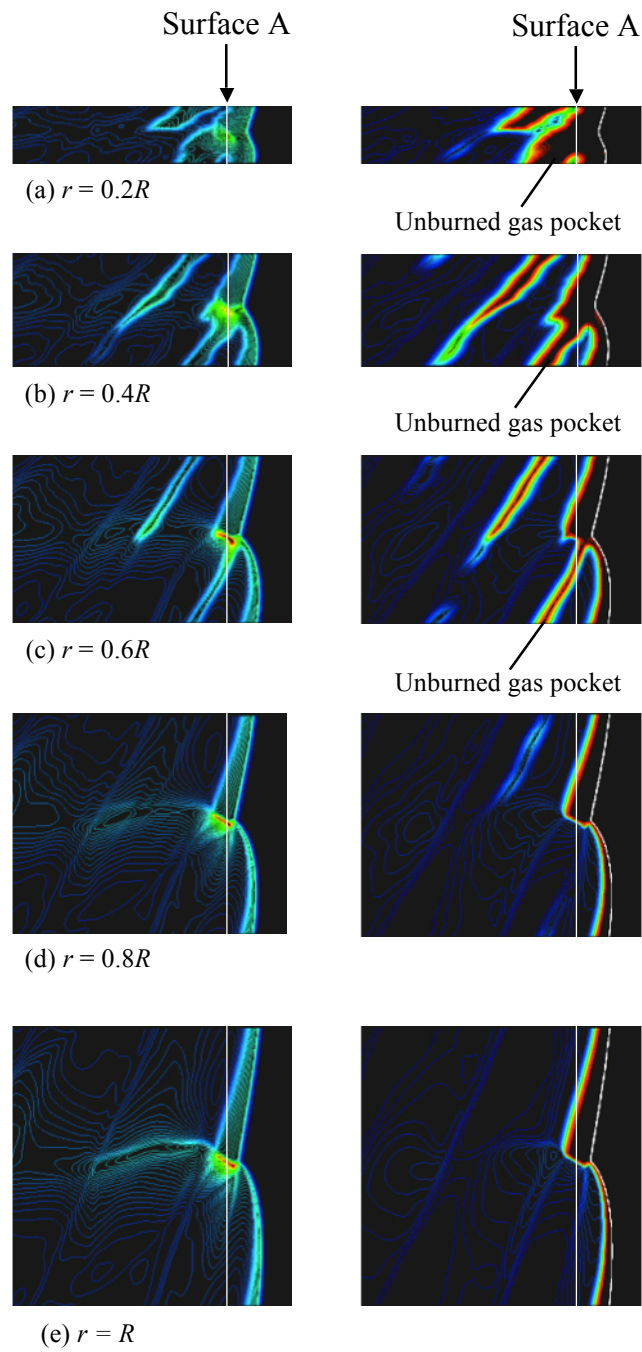 Surface A
Surface A
(a) r = 0.2R
Unburned gas pocket
(b) r = 0.4R
Unburned gas pocket
(c) r = 0.6R
Unburned gas pocket
(d) r = 0.8R
(e) r = R